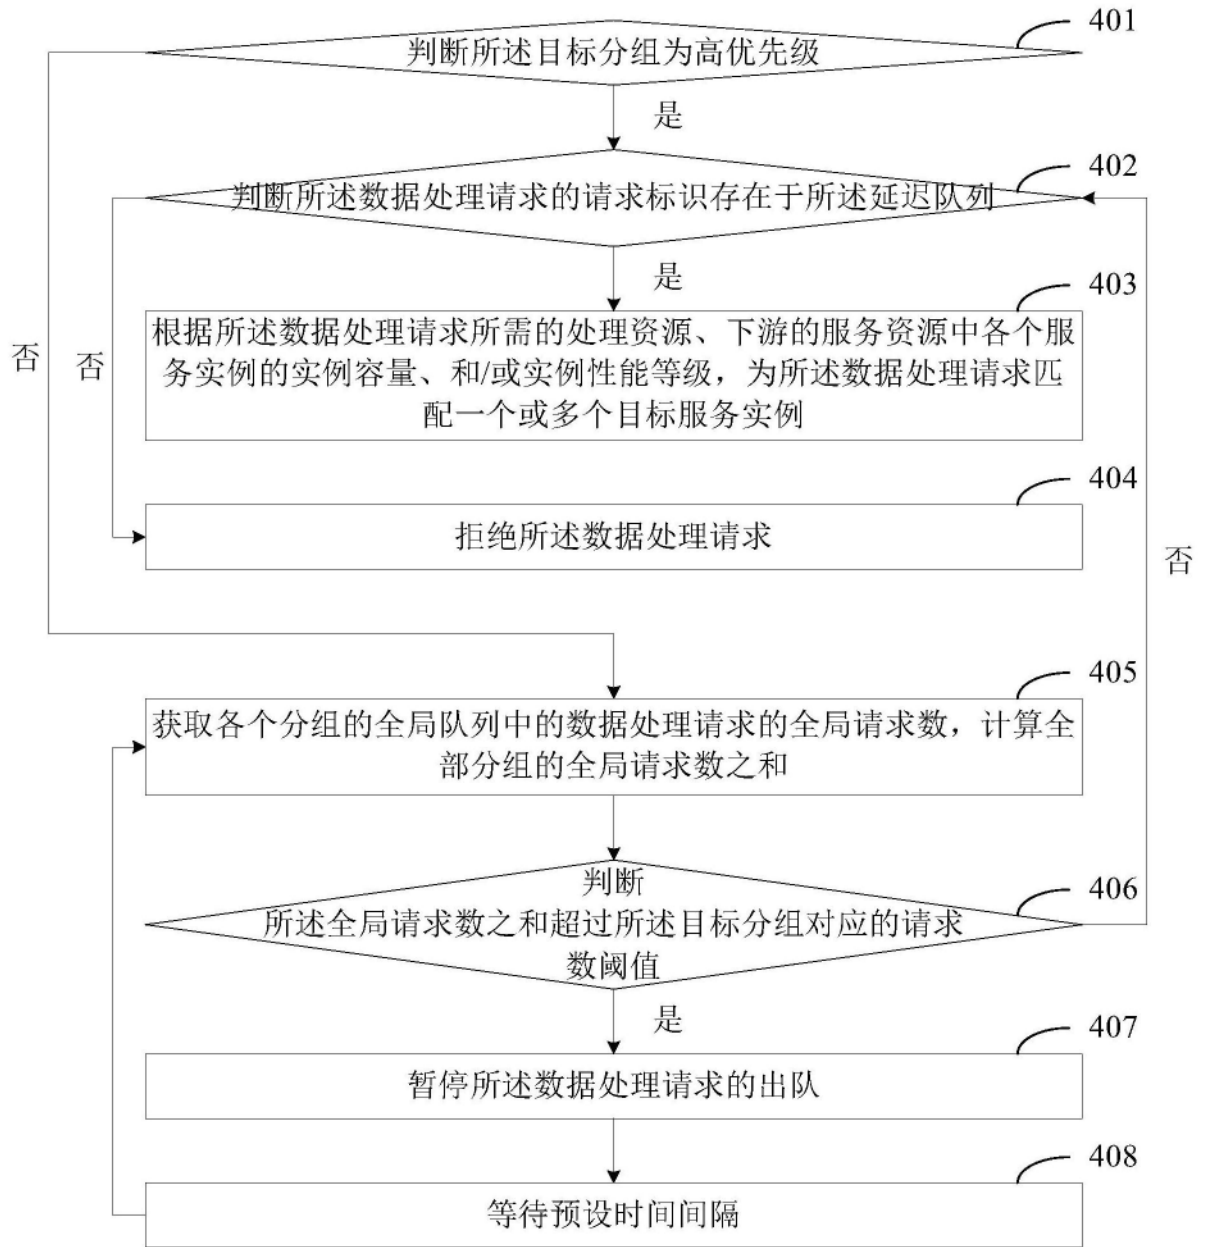 401
判断所述目标分组为高优先级
是
402
判断所述数据处理请求的请求标识存在于所述延迟队列
是
403
根据所述数据处理请求所需的处理资源、下游的服务资源中各个服
务实例的实例容量、和/或实例性能等级，为所述数据处理请求匹
配一个或多个目标服务实例
否
否
404
拒绝所述数据处理请求
否
405
获取各个分组的全局队列中的数据处理请求的全局请求数，计算全
部分组的全局请求数之和
406
判断
所述全局请求数之和超过所述目标分组对应的请求
数阈值
是
407
暂停所述数据处理请求的出队
408
等待预设时间间隔